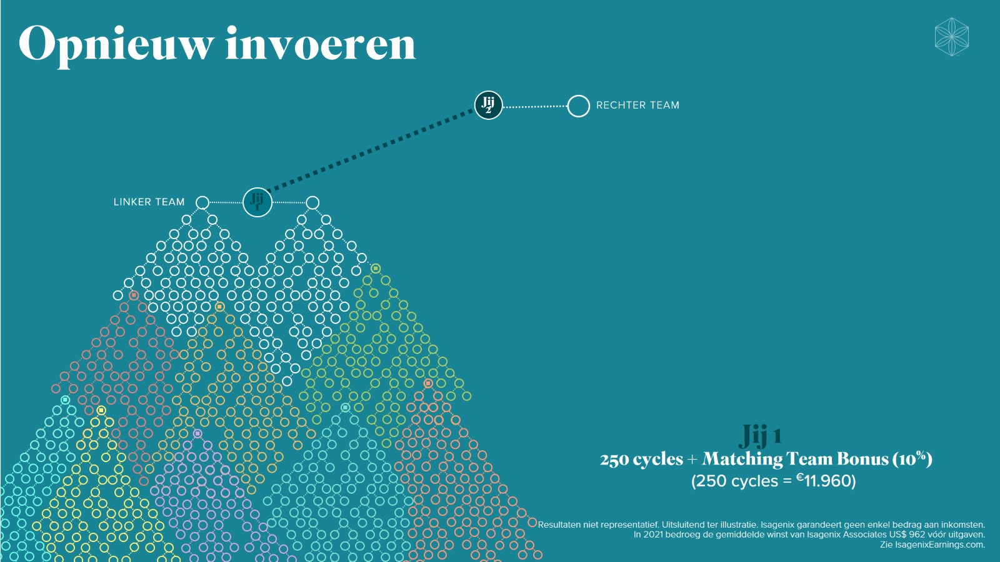 Opnieuw invoeren
Jij
2
RECHTER TEAM
LINKER TEAM
Jij
1
Jij 1
250 cycles + Matching Team Bonus (10%)
(250 cycles = €11.960)
Resultaten niet representatief. Uitsluitend ter illustratie. Isagenix garandeert geen enkel bedrag aan inkomsten.
In 2021 bedroeg de gemiddelde winst van Isagenix Associates US$ 962 vóór uitgaven.
Zie IsagenixEarnings.com.